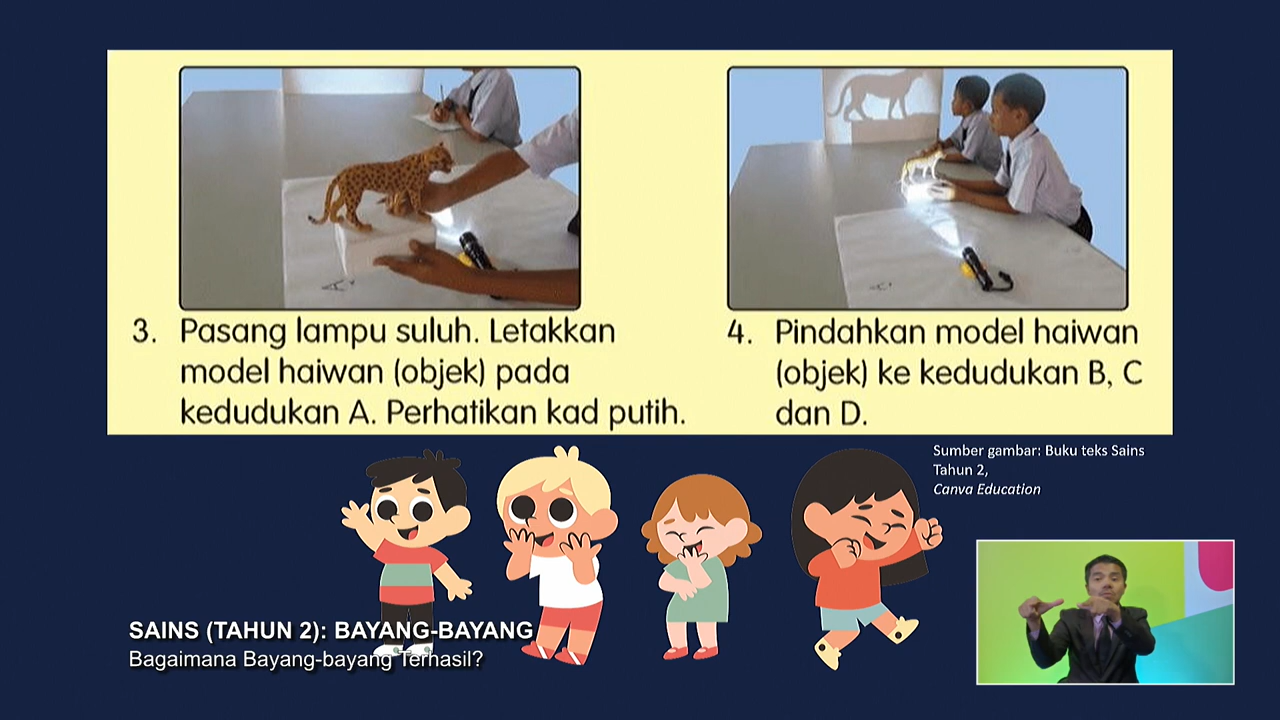 3. Pasang lampu suluh. Letakkan
model haiwan (objek) pada
kedudukan A. Perhatikan kad putih.
4. Pindahkan model haiwan
(objek) ke kedudukan B, C
dan D.
Sumber gambar: Buku teks Sains
Tahun 2,
Canva Education
SAINS (TAHUN 2): BAYANG-BAYANG
Bagaimana Bayang-bayang Terhasil?